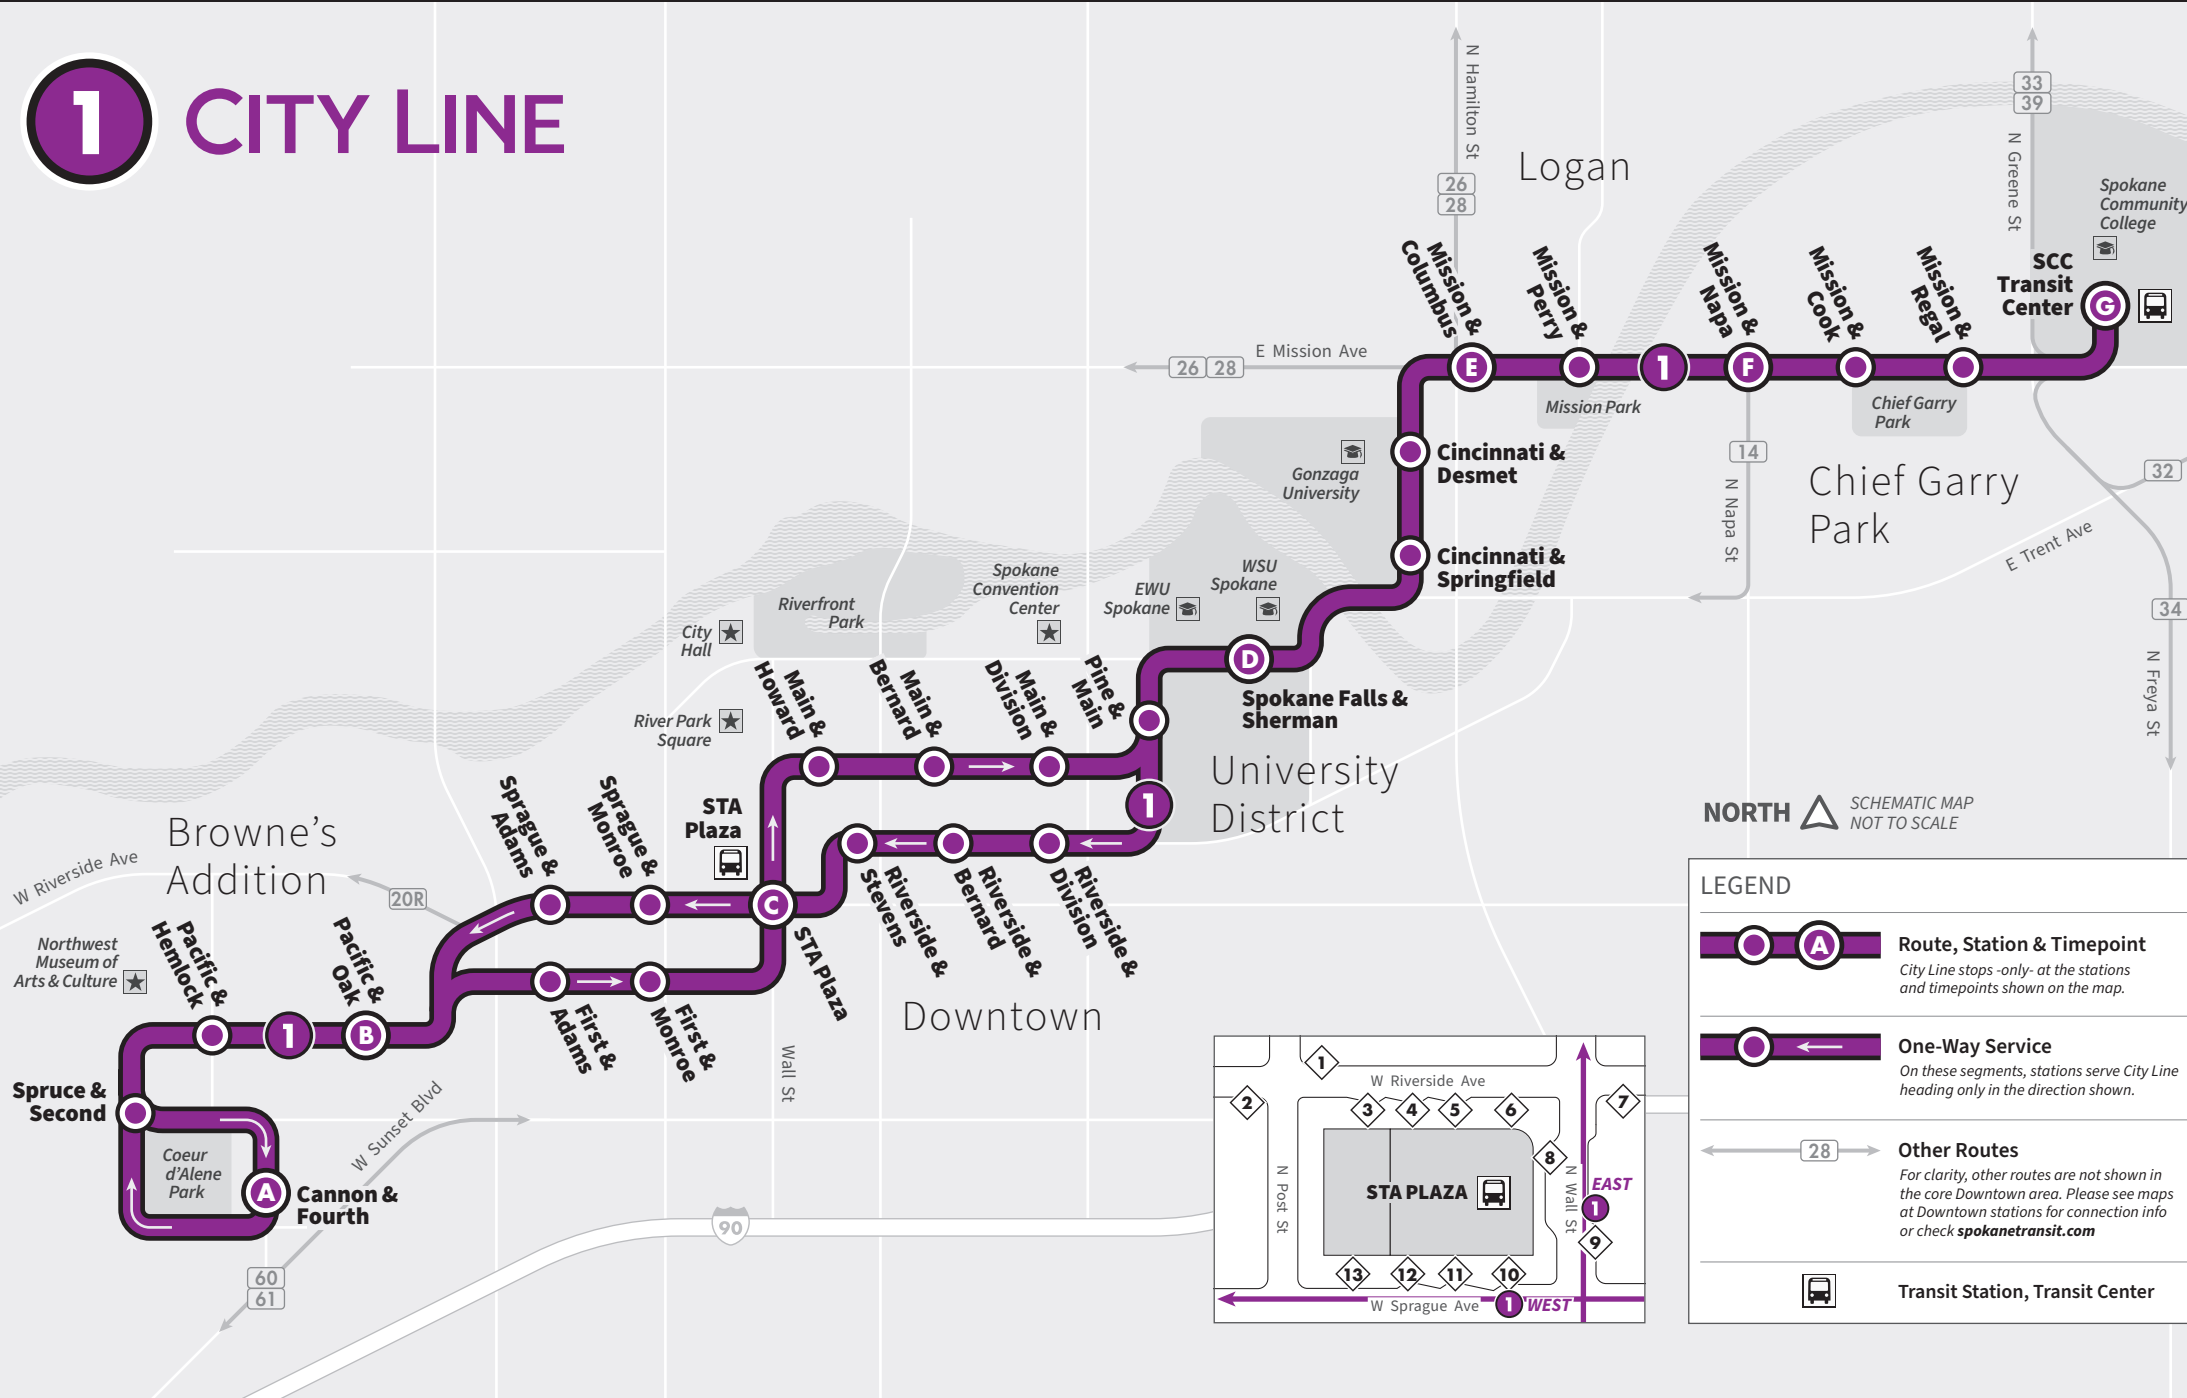 1 CITY LINE
N Hamilton St
26
28
Logan
33
39
N Greene St
Spokane
Community
College
SCC
Transit
Center
G
Mission &
Columbus
Mission &
Perry
Mission &
Napa
Mission &
Cook
Mission &
Regal
26 28
E Mission Ave
E
1
F
Mission Park
Chief Garry
Park
Gonzaga
University
Cincinnati &
Desmet
14
N Napa St
Chief Garry
Park
32
E Trent Ave
34
N Freya St
Cincinnati &
Springfield
WSU
Spokane
EWU
Spokane
Spokane
Convention
Center
Riverfront
Park
City
Hall
River Park
Square
Main &
Howard
Main &
Bernard
Main &
Division
Pine &
Main
D
Spokane Falls &
Sherman
University
District
1
STA
Plaza
Sprague &
Adams
Sprague &
Monroe
C
STA Plaza
Riverside &
Stevens
Riverside &
Bernard
Riverside &
Division
Downtown
Browne's
Addition
W Riverside Ave
20R
Northwest
Museum of
Arts & Culture
Pacific &
Hemlock
Pacific &
Oak
1
B
First &
Adams
First &
Monroe
Wall St
Spruce &
Second
Coeur
d'Alene
Park
A
Cannon &
Fourth
W Sunset Blvd
60
61
90
NORTH
SCHEMATIC MAP
NOT TO SCALE
1
2
W Riverside Ave
3
4
5
6
7
8
N Post St
STA PLAZA
N Wall St
EAST
1
9
13
12
11
10
W Sprague Ave
1 WEST
LEGEND
A
Route, Station & Timepoint
City Line stops -only- at the stations
and timepoints shown on the map.
One-Way Service
On these segments, stations serve City Line
heading only in the direction shown.
28
Other Routes
For clarity, other routes are not shown in
the core Downtown area. Please see maps
at Downtown stations for connection info
or check spokanetransit.com
Transit Station, Transit Center